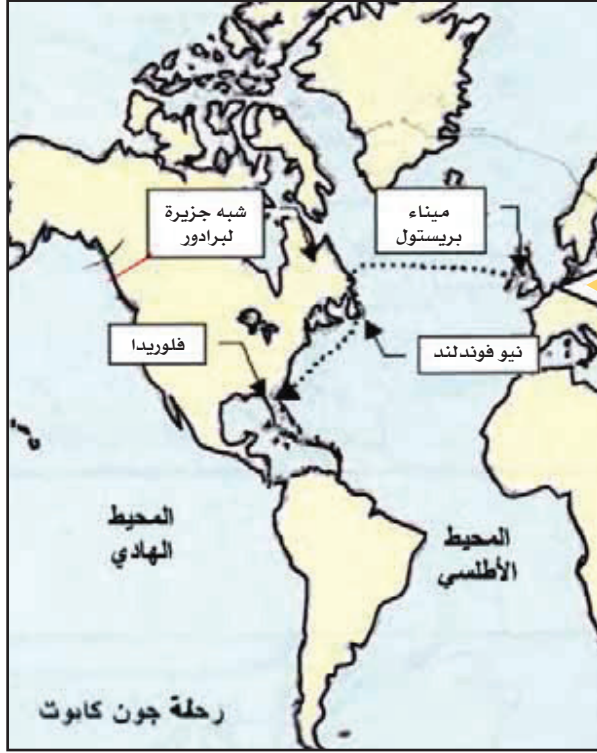 شبه جزيرة
لبرادور
ميناء
بريستول
فلوريدا
نيو فوندلند
المحيط
الهادي
المحيط
الأطلسي
رحلة جون كابوت